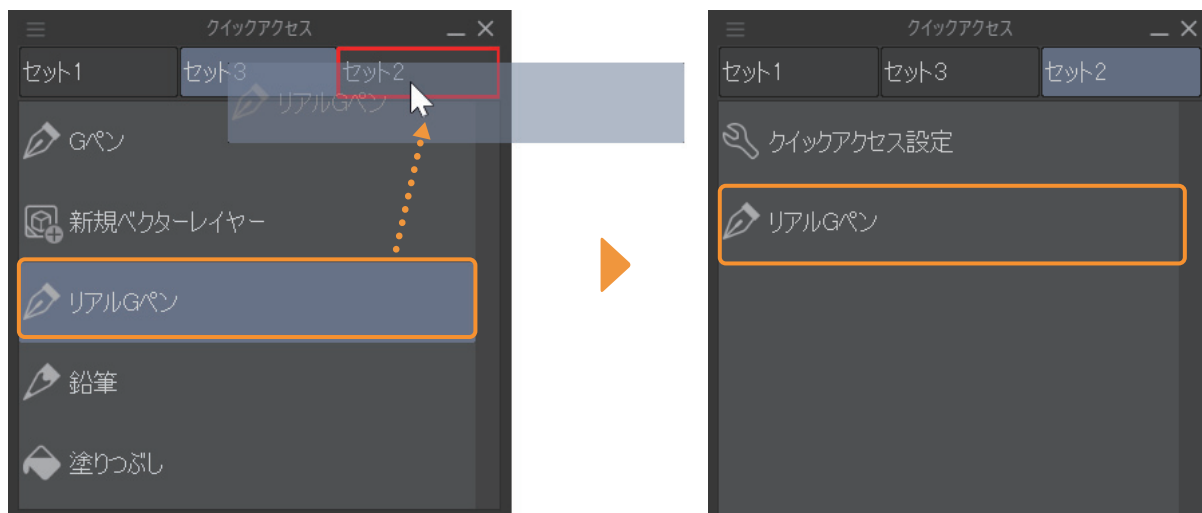 クイックアクセス
セット1
セット3
セット2
リアルGペン
Gペン
新規ベクターレイヤー
リアルGペン
鉛筆
塗りつぶし
クイックアクセス
セット1
セット3
セット2
クイックアクセス設定
リアルGペン